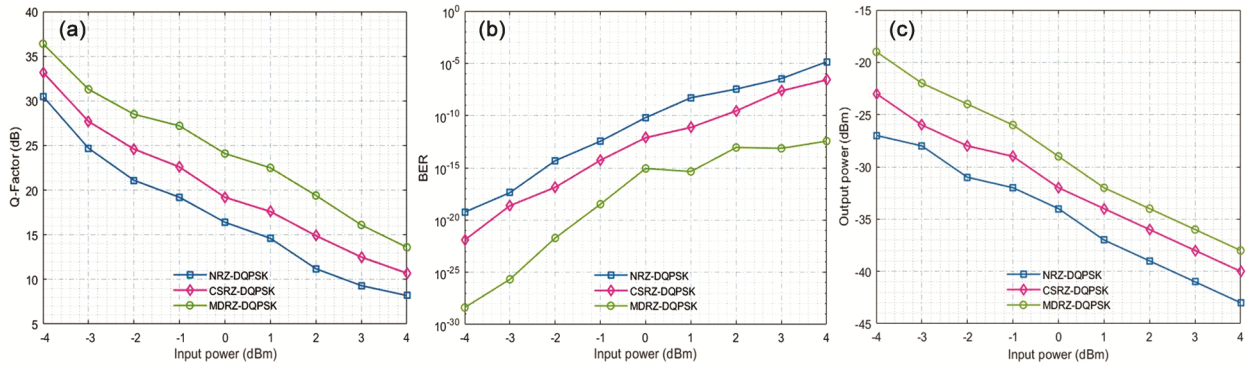 (a)
40
35
30
25
20
15
10
5
Q-Factor (dB)
NRZ-DQPSK
CSRZ-DQPSK
MDRZ-DQPSK
-4 -3 -2 -1 0 1 2 3 4
Input power (dBm)
(b)
10^0
10^-5
10^-10
10^-15
10^-20
10^-25
10^-30
BER
NRZ-DQPSK
CSRZ-DQPSK
MDRZ-DQPSK
-4 -3 -2 -1 0 1 2 3 4
Input power (dBm)
(c)
-15
-20
-25
-30
-35
-40
-45
Output power (dBm)
NRZ-DQPSK
CSRZ-DQPSK
MDRZ-DQPSK
-4 -3 -2 -1 0 1 2 3 4
Input power (dBm)